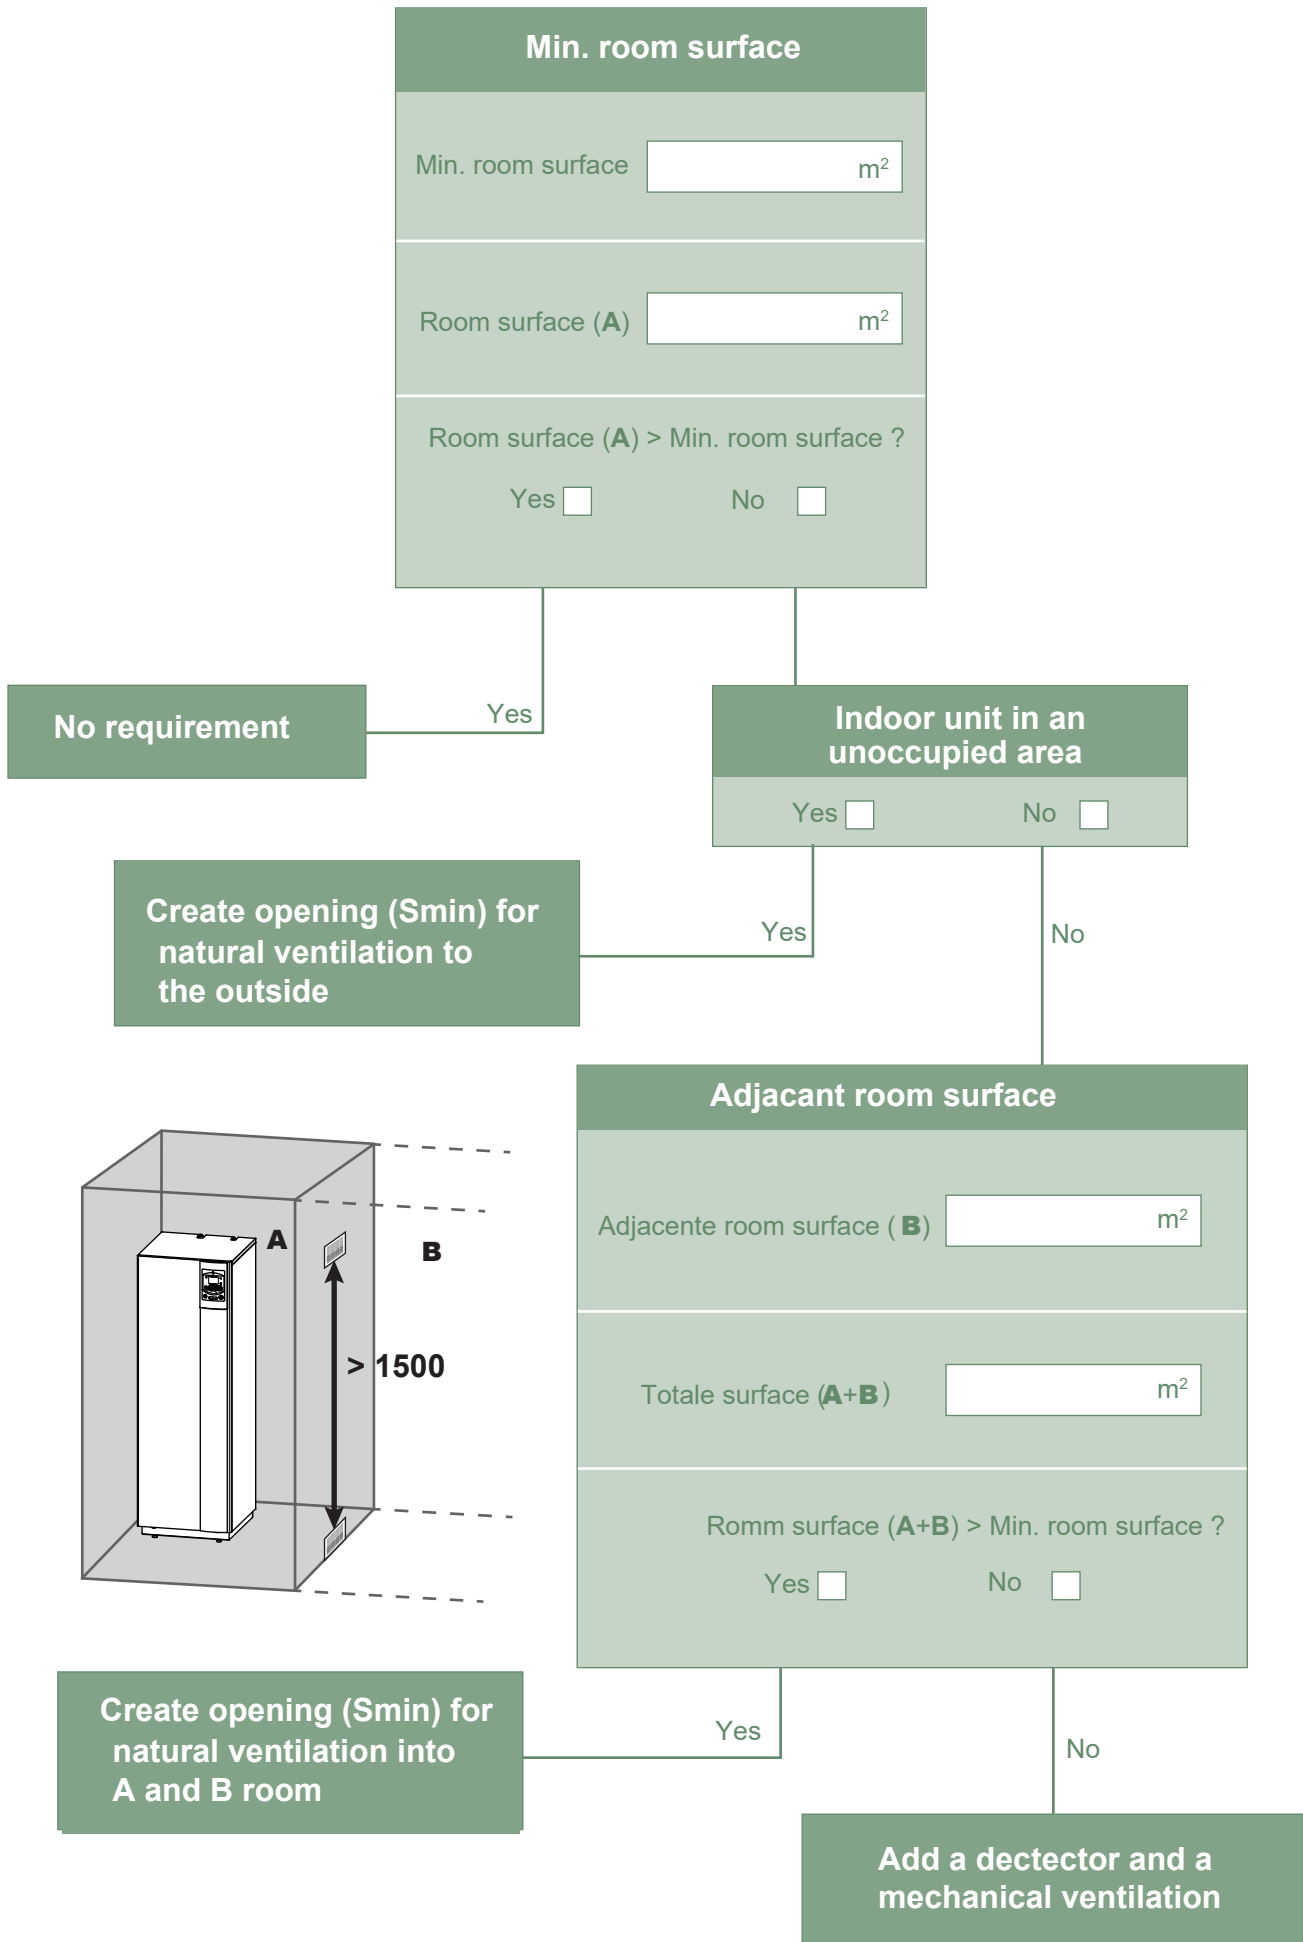 Min. room surface
Min. room surface m²
Room surface (A) m²
Room surface (A) > Min. room surface ?
Yes No
Yes
No requirement
Indoor unit in an
unoccupied area
Yes No
Create opening (Smin) for
natural ventilation to
the outside
Yes
No
Adjacant room surface
Adjacente room surface ( B) m²
Totale surface (A+B) m²
Romm surface (A+B) > Min. room surface ?
Yes No
A
B
> 1500
Create opening (Smin) for
natural ventilation into
A and B room
Yes
No
Add a dectector and a
mechanical ventilation